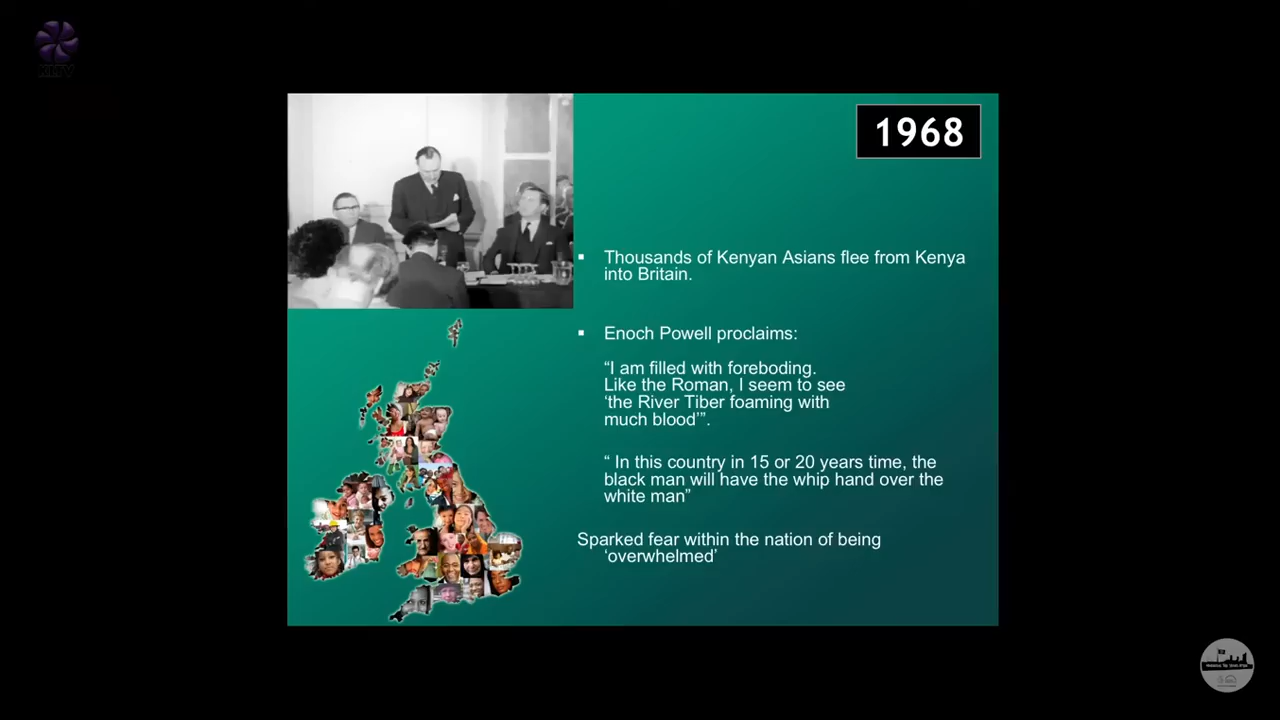 KLTV
1968
▪ Thousands of Kenyan Asians flee from Kenya
into Britain.
▪ Enoch Powell proclaims:
“I am filled with foreboding.
Like the Roman, I seem to see
‘the River Tiber foaming with
much blood’”.
“ In this country in 15 or 20 years time, the
black man will have the whip hand over the
white man”
Sparked fear within the nation of being
‘overwhelmed’